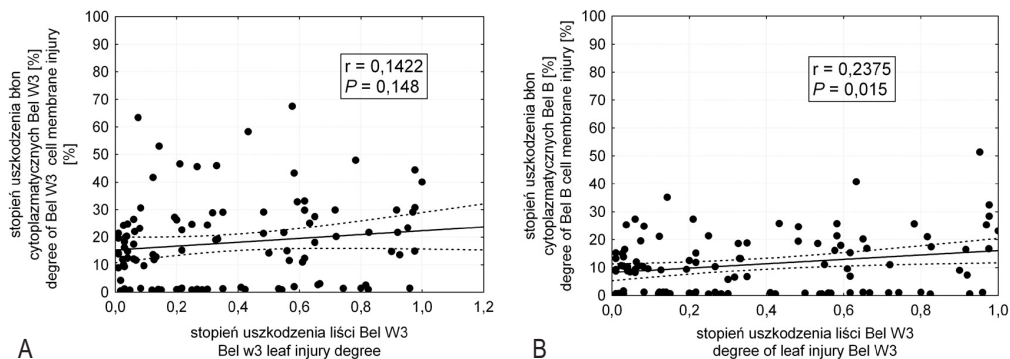 stopień uszkodzenia błon
cytoplazmatycznych Bel W3 [%]
degree of Bel W3 cell membrane injury
[%]
100
90
80
70
60
50
40
30
20
10
0
r = 0,1422
P = 0,148
0,0 0,2 0,4 0,6 0,8 1,0 1,2
stopień uszkodzenia liści Bel W3
Bel w3 leaf injury degree
A
stopień uszkodzenia błon
cytoplazmatycznych Bel B [%]
degree of Bel B cell membrane injury [%]
100
90
80
70
60
50
40
30
20
10
0
r = 0,2375
P = 0,015
0,0 0,2 0,4 0,6 0,8 1,0
stopień uszkodzenia liści Bel W3
degree of leaf injury Bel W3
B